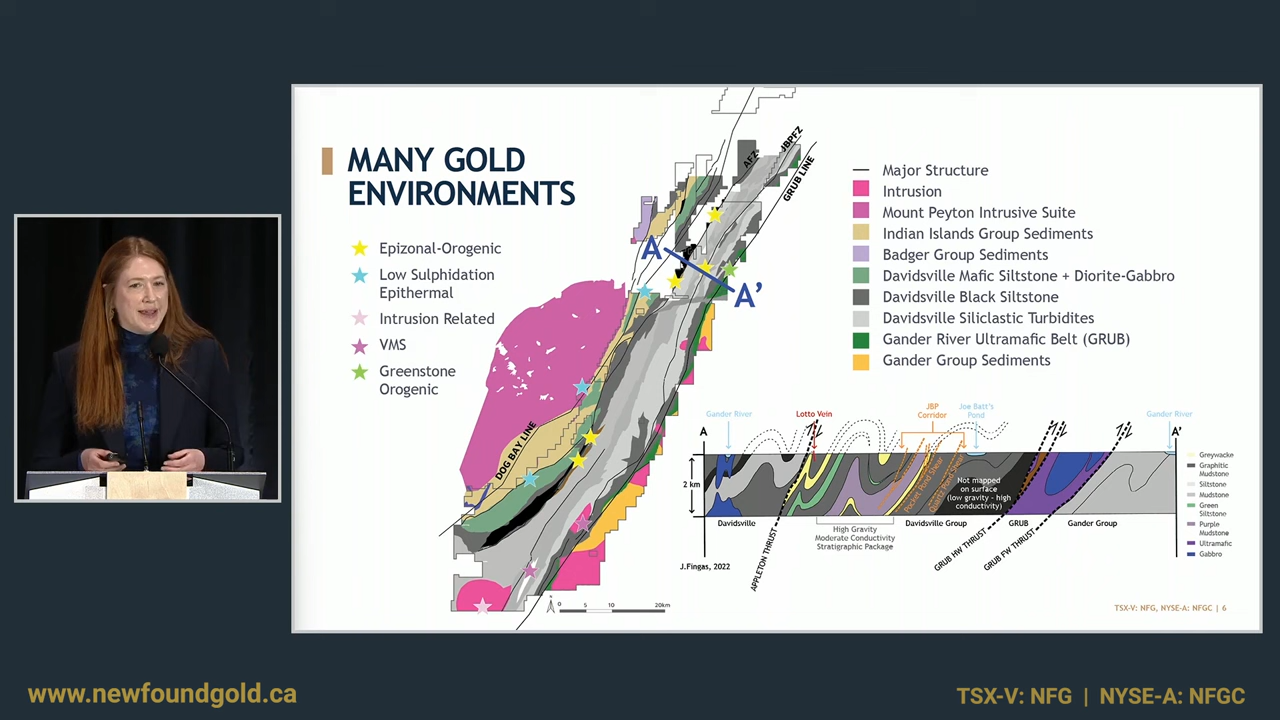 MANY GOLD
ENVIRONMENTS
Epizonal-Orogenic
Low Sulphidation
Epithermal
Intrusion Related
VMS
Greenstone
Orogenic
AFZ
JBPFZ
GRUB LINE
A
A'
DOG BAY LINE
0 5 10 20km
Major Structure
Intrusion
Mount Peyton Intrusive Suite
Indian Islands Group Sediments
Badger Group Sediments
Davidsville Mafic Siltstone + Diorite-Gabbro
Davidsville Black Siltstone
Davidsville Siliclastic Turbidites
Gander River Ultramafic Belt (GRUB)
Gander Group Sediments
Gander River
Lotto Vein
JBP
Corridor
Joe Batt's
Pond
Gander River
A
A'
2 km
Not mapped
on surface
(low gravity - high
conductivity)
Davidsville
High Gravity
Moderate Conductivity
Stratigraphic Package
Davidsville Group
GRUB
Gander Group
APPLETON THRUST
GRUB HW THRUST
GRUB FW THRUST
J.Fingas, 2022
Greywacke
Graphitic
Mudstone
Siltstone
Mudstone
Green
Siltstone
Purple
Mudstone
Ultramafic
Gabbro
TSX-V: NFG, NYSE-A: NFGC | 6
www.newfoundgold.ca
TSX-V: NFG | NYSE-A: NFGC